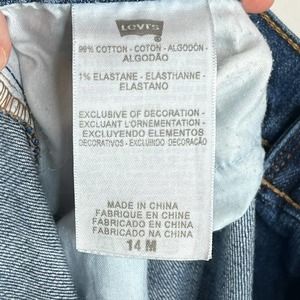 Levi's
99% COTTON - COTON - ALGODÓN -
ALGODÃO
1% ELASTANE - ELASTHANNE -
ELASTANO
EXCLUSIVE OF DECORATION -
EXCLUANT L'ORNEMENTATION -
EXCLUYENDO ELEMENTOS
DECORATIVOS - EXCLUINDO DECORAÇÃO
MADE IN CHINA
FABRIQUE EN CHINE
FABRICADO EN CHINA
FABRICADO NA CHINA
14 M